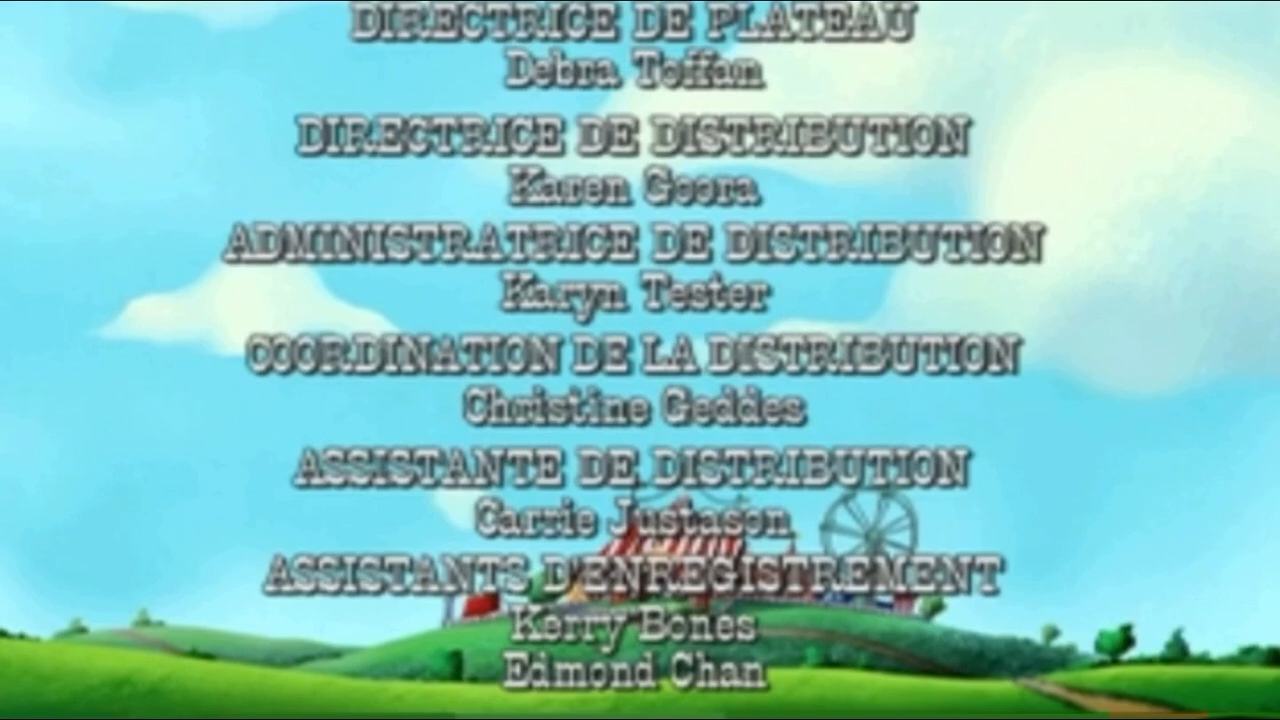 DIRECTRICE DE PLATEAU
Debra Toffan
DIRECTRICE DE DISTRIBUTION
Karen Goora
ADMINISTRATRICE DE DISTRIBUTION
Karyn Tester
COORDINATION DE LA DISTRIBUTION
Christine Geddes
ASSISTANTE DE DISTRIBUTION
Carrie Justason
ASSISTANTS D'ENREGISTREMENT
Kerry Bones
Edmond Chan